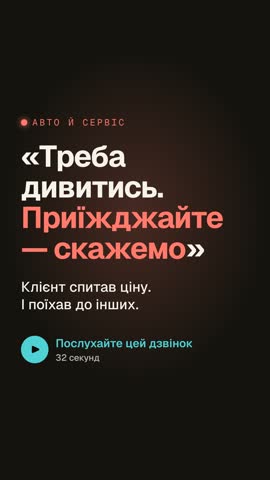 АВТО Й СЕРВІС
«Треба
дивитись.
Приїжджайте
— скажемо»
Клієнт спитав ціну.
І поїхав до інших.
Послухайте цей дзвінок
32 секунд